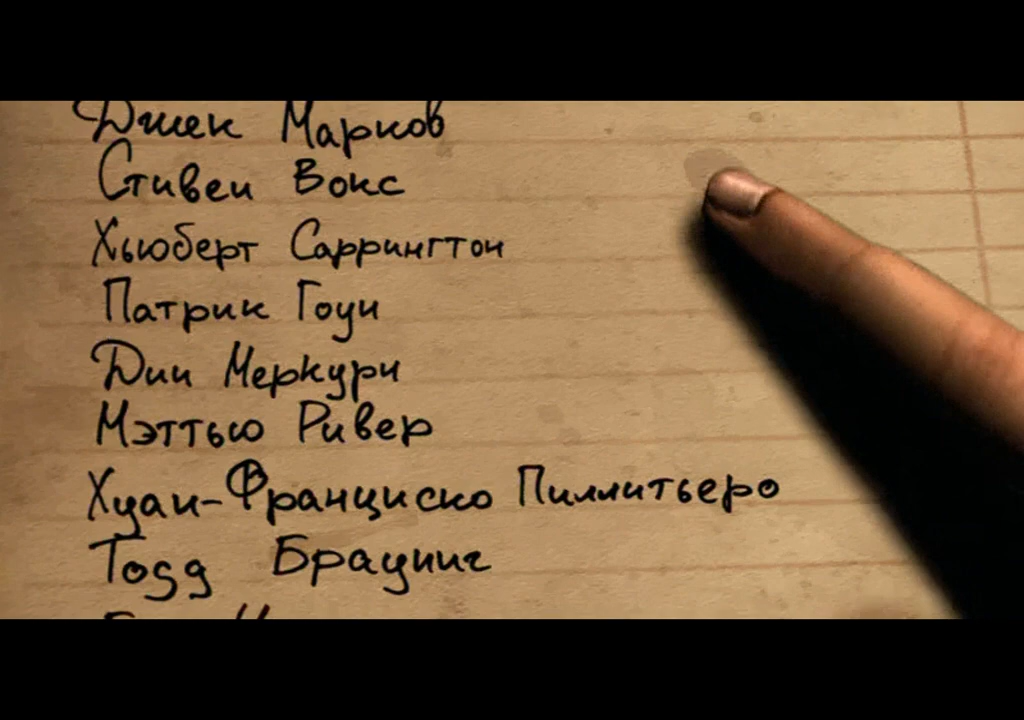 Джек Марков
Стивен Вокс
Хьюберт Саррингтон
Патрик Гоуи
Дин Меркури
Мэттью Ривер
Хуан-Франциско Пиллитьеро
Тодд Браунинг